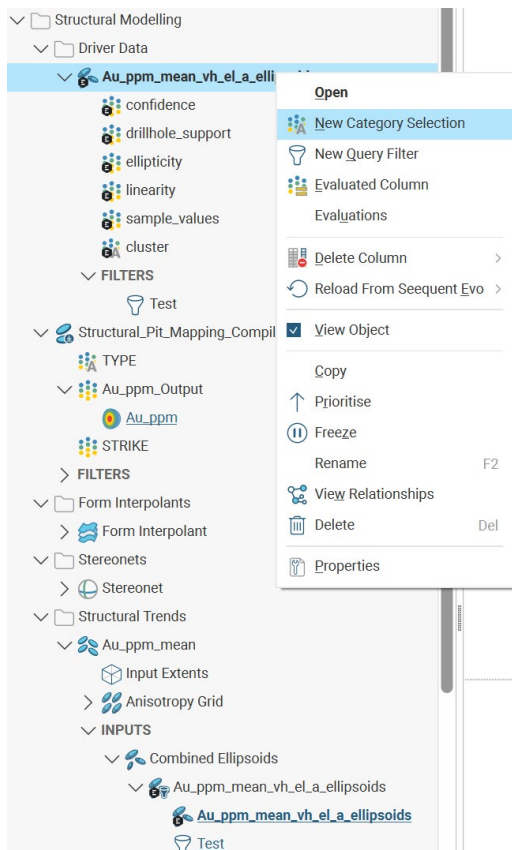 Structural Modelling
Driver Data
Au_ppm_mean_vh_el_a_elli
confidence
drillhole_support
ellipticity
linearity
sample_values
cluster
FILTERS
Test
Structural_Pit_Mapping_Compil
TYPE
Au_ppm_Output
Au_ppm
STRIKE
FILTERS
Form Interpolants
Form Interpolant
Stereonets
Stereonet
Structural Trends
Au_ppm_mean
Input Extents
Anisotropy Grid
INPUTS
Combined Ellipsoids
Au_ppm_mean_vh_el_a_ellipsoids
Au_ppm_mean_vh_el_a_ellipsoids
Test
Open
New Category Selection
New Query Filter
Evaluated Column
Evaluations
Delete Column
Reload From Seequent Evo
View Object
Copy
Prioritise
Freeze
Rename F2
View Relationships
Delete Del
Properties